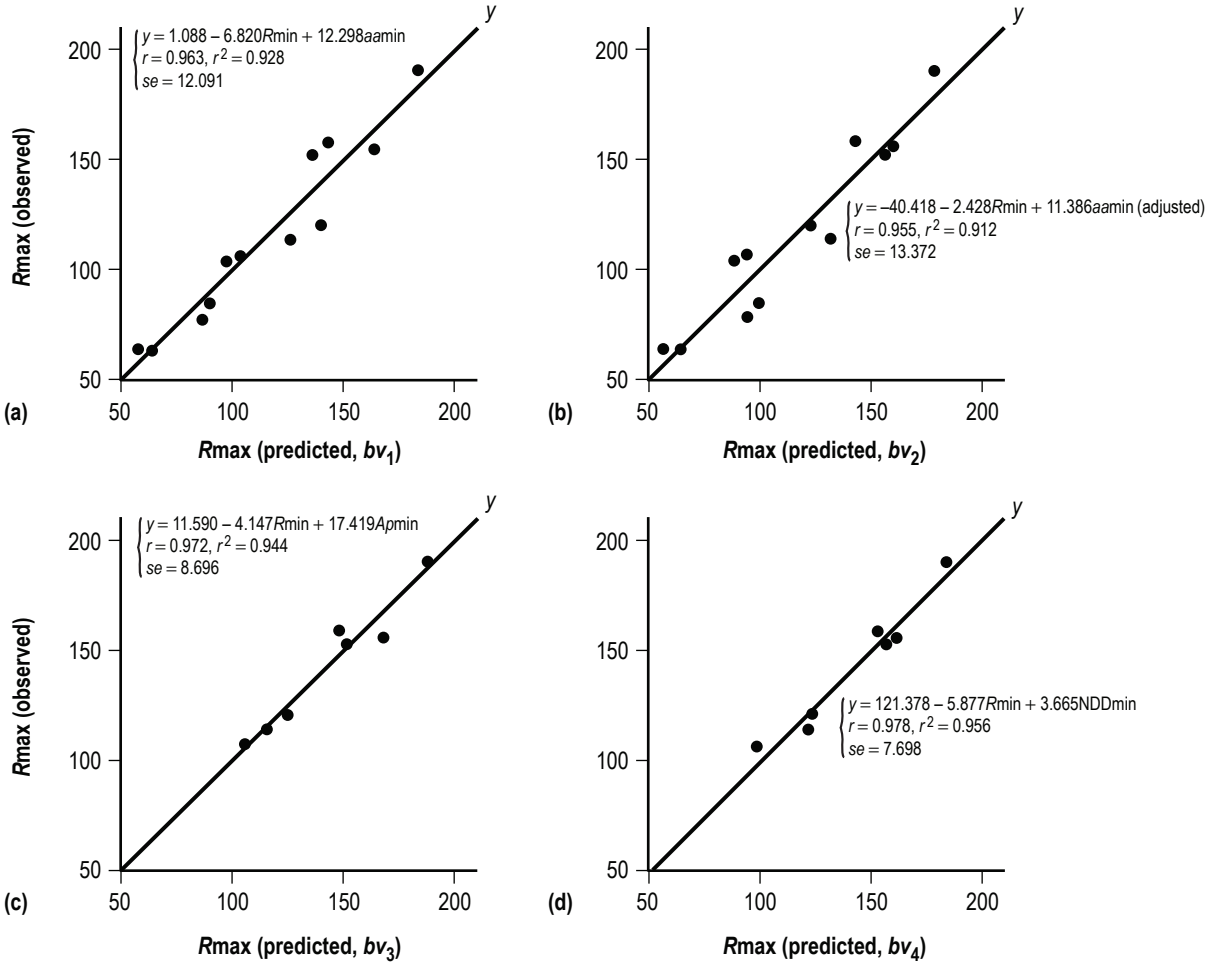 y
y = 1.088 – 6.820Rmin + 12.298aamin
r = 0.963, r² = 0.928
se = 12.091
200
150
100
50
Rmax (observed)
50 100 150 200
(a)
Rmax (predicted, bv₁)
y
200
150
100
50
y = –40.418 – 2.428Rmin + 11.386aamin (adjusted)
r = 0.955, r² = 0.912
se = 13.372
50 100 150 200
(b)
Rmax (predicted, bv₂)
y
y = 11.590 – 4.147Rmin + 17.419Apmin
r = 0.972, r² = 0.944
se = 8.696
200
150
100
50
Rmax (observed)
50 100 150 200
(c)
Rmax (predicted, bv₃)
y
200
150
100
50
y = 121.378 – 5.877Rmin + 3.665NDDmin
r = 0.978, r² = 0.956
se = 7.698
50 100 150 200
(d)
Rmax (predicted, bv₄)